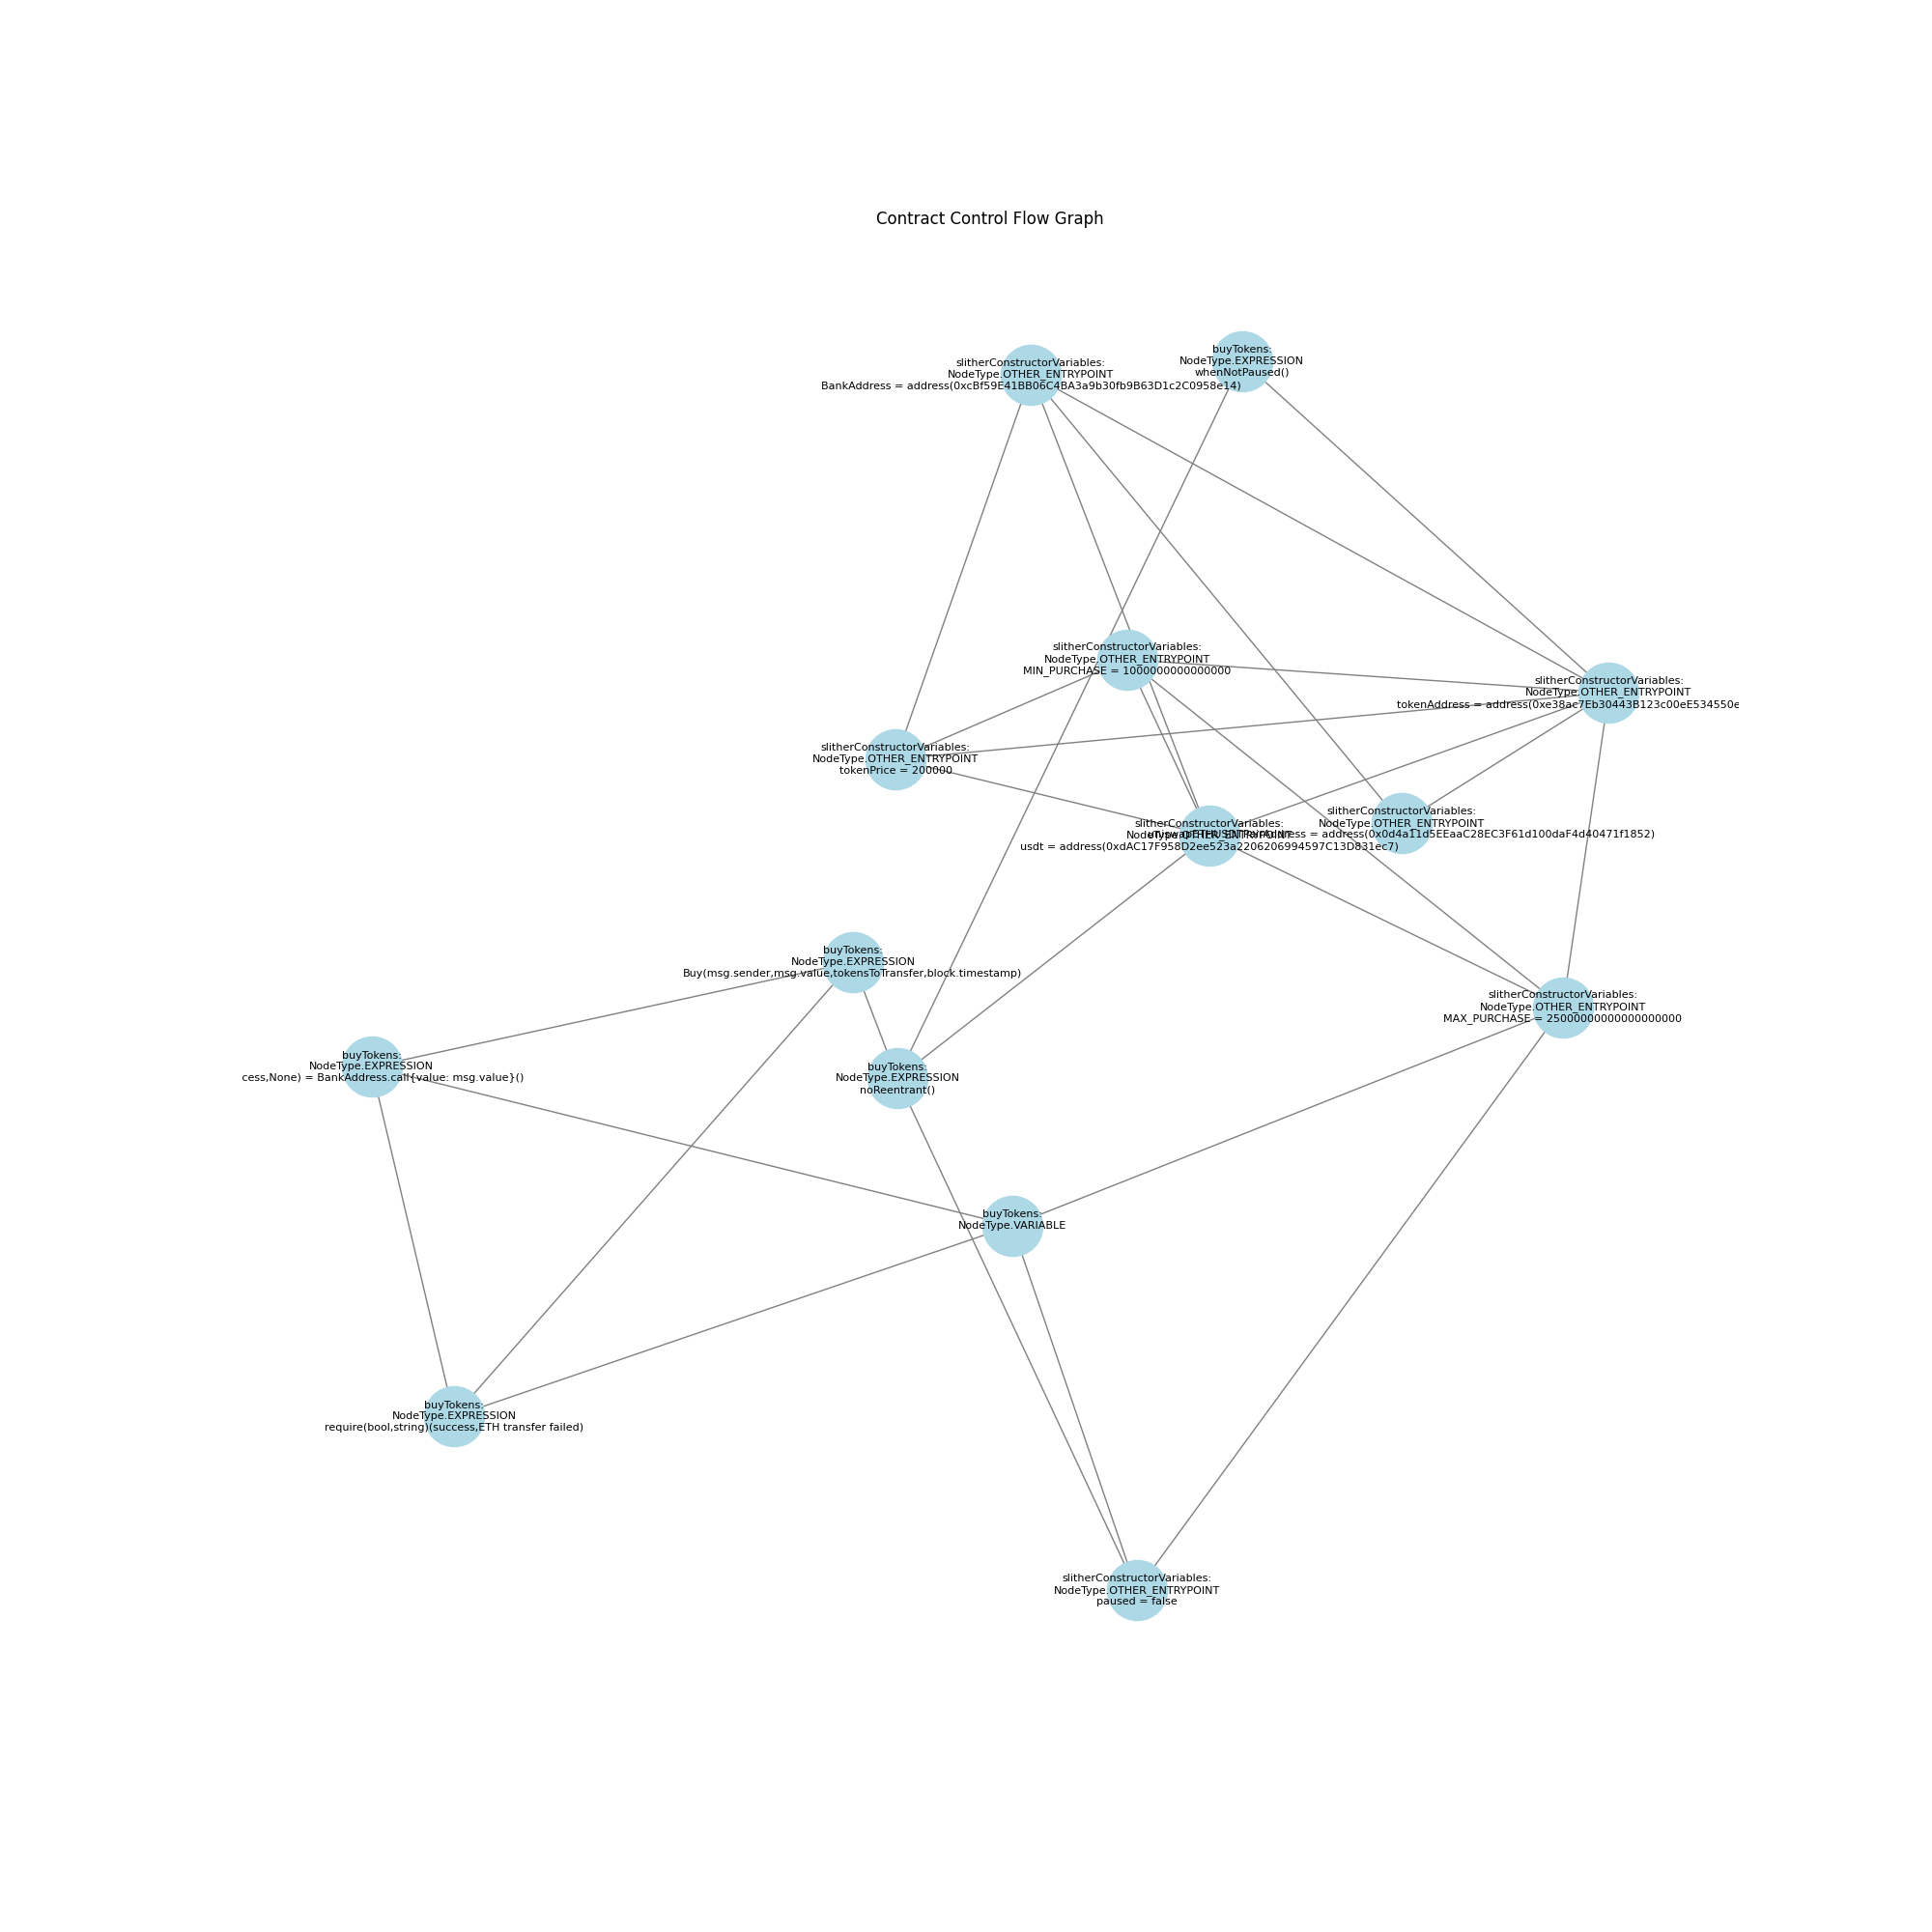 Contract Control Flow Graph
buyTokens:
NodeType.EXPRESSION
whenNotPaused()
slitherConstructorVariables:
NodeType.OTHER_ENTRYPOINT
BankAddress = address(0xcBf59E41BB06C4BA3a9b30fb9B63D1c2C0958e14)
slitherConstructorVariables:
NodeType.OTHER_ENTRYPOINT
MIN_PURCHASE = 1000000000000000
slitherConstructorVariables:
NodeType.OTHER_ENTRYPOINT
tokenAddress = address(0xe38ac7Eb30443B123c00eE534550e
slitherConstructorVariables:
NodeType.OTHER_ENTRYPOINT
tokenPrice = 200000
slitherConstructorVariables:
NodeType.OTHER_ENTRYPOINT
= address(0x0d4a11d5EEaaC28EC3F61d100daF4d40471f1852)
slitherConstructorVariables:
NodeType.OTHER_ENTRYPOINT
usdt = address(0xdAC17F958D2ee523a2206206994597C13D831ec7)
buyTokens:
NodeType.EXPRESSION
Buy(msg.sender,msg.value,tokensToTransfer,block.timestamp)
slitherConstructorVariables:
NodeType.OTHER_ENTRYPOINT
MAX_PURCHASE = 25000000000000000000
buyTokens:
NodeType.EXPRESSION
cess,None) = BankAddress.call{value: msg.value}()
buyTokens:
NodeType.EXPRESSION
noReentrant()
buyTokens:
NodeType.VARIABLE
buyTokens:
NodeType.EXPRESSION
require(bool,string)(success,ETH transfer failed)
slitherConstructorVariables:
NodeType.OTHER_ENTRYPOINT
paused = false